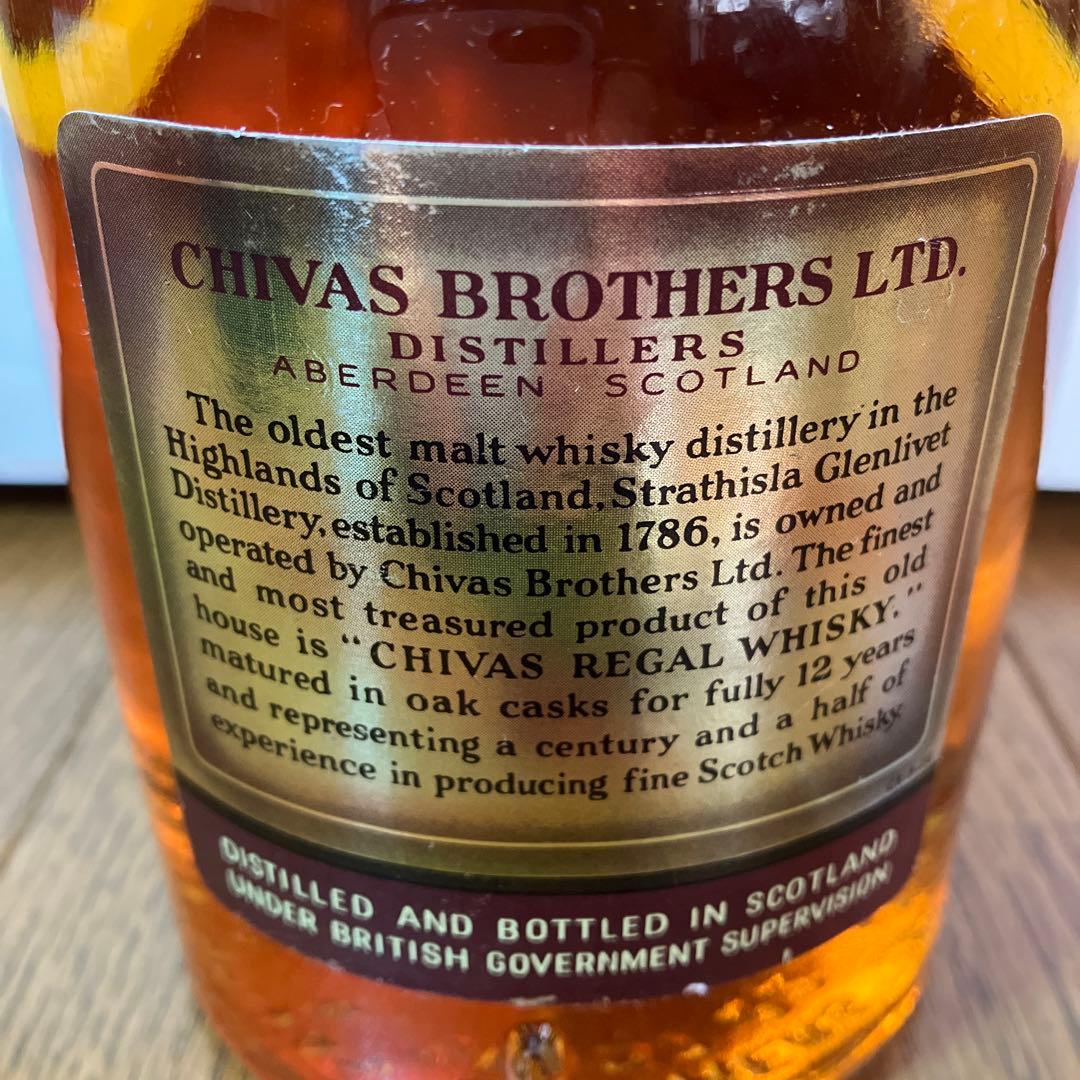 CHIVAS BROTHERS LTD.
DISTILLERS
ABERDEEN SCOTLAND
The oldest malt whisky distillery in the
Highlands of Scotland, Strathisla Glenlivet
Distillery, established in 1786, is owned and
operated by Chivas Brothers Ltd. The finest
and most treasured product of this old
house is “CHIVAS REGAL WHISKY.”
matured in oak casks for fully 12 years
and representing a century and a half of
experience in producing fine Scotch Whisky.
DISTILLED AND BOTTLED IN SCOTLAND
UNDER BRITISH GOVERNMENT SUPERVISION